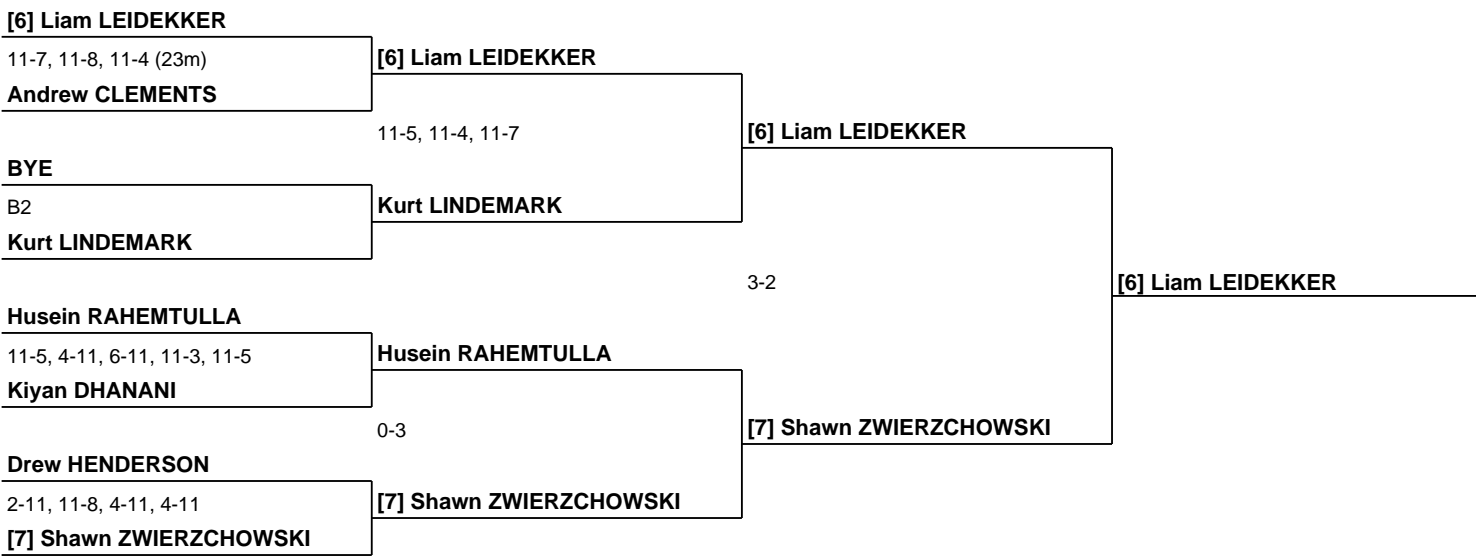 [6] Liam LEIDEKKER
11-7, 11-8, 11-4 (23m)
Andrew CLEMENTS
BYE
B2
Kurt LINDEMARK
Husein RAHEMTULLA
11-5, 4-11, 6-11, 11-3, 11-5
Kiyan DHANANI
Drew HENDERSON
2-11, 11-8, 4-11, 4-11
[7] Shawn ZWIERZCHOWSKI
[6] Liam LEIDEKKER
11-5, 11-4, 11-7
Kurt LINDEMARK
Husein RAHEMTULLA
0-3
[7] Shawn ZWIERZCHOWSKI
[6] Liam LEIDEKKER
3-2
[7] Shawn ZWIERZCHOWSKI
[6] Liam LEIDEKKER